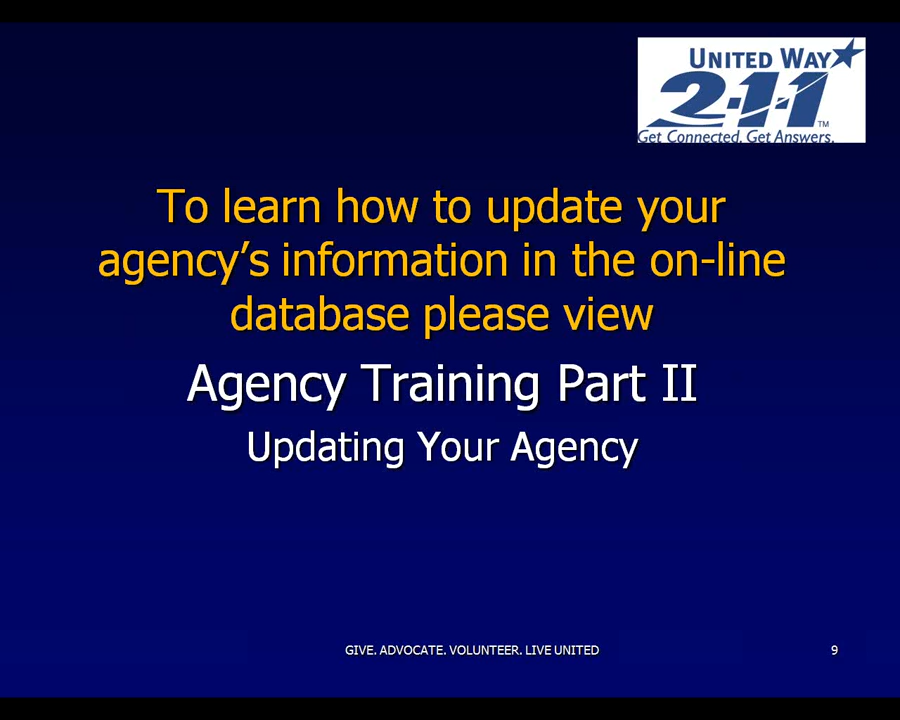 UNITED WAY
2-1-1 ™
Get Connected. Get Answers.
To learn how to update your
agency’s information in the on-line
database please view
Agency Training Part II
Updating Your Agency
GIVE. ADVOCATE. VOLUNTEER. LIVE UNITED
9